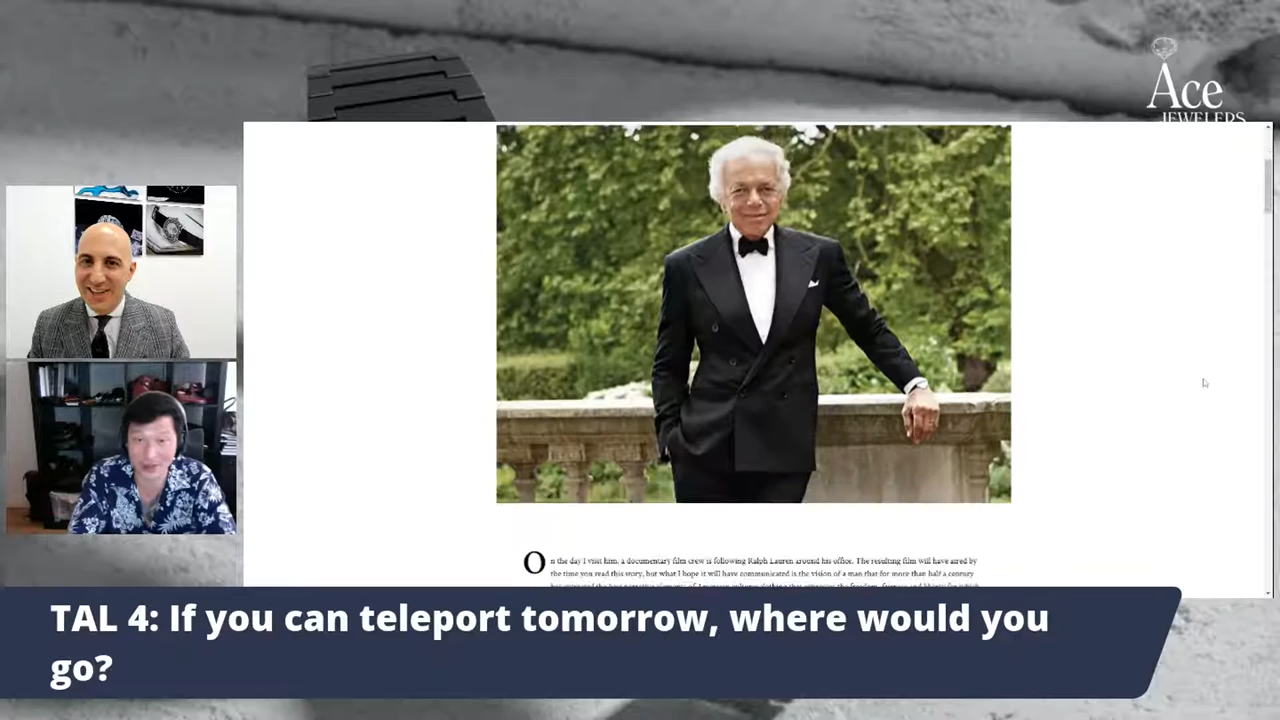 Ace
JEWELERS
On the day I visit him, a documentary film crew is following Ralph Lauren around his office. The resulting film will have aired by
the time you read this story, but what I hope it will have communicated is the vision of a man that for more than half a century
TAL 4: If you can teleport tomorrow, where would you
go?